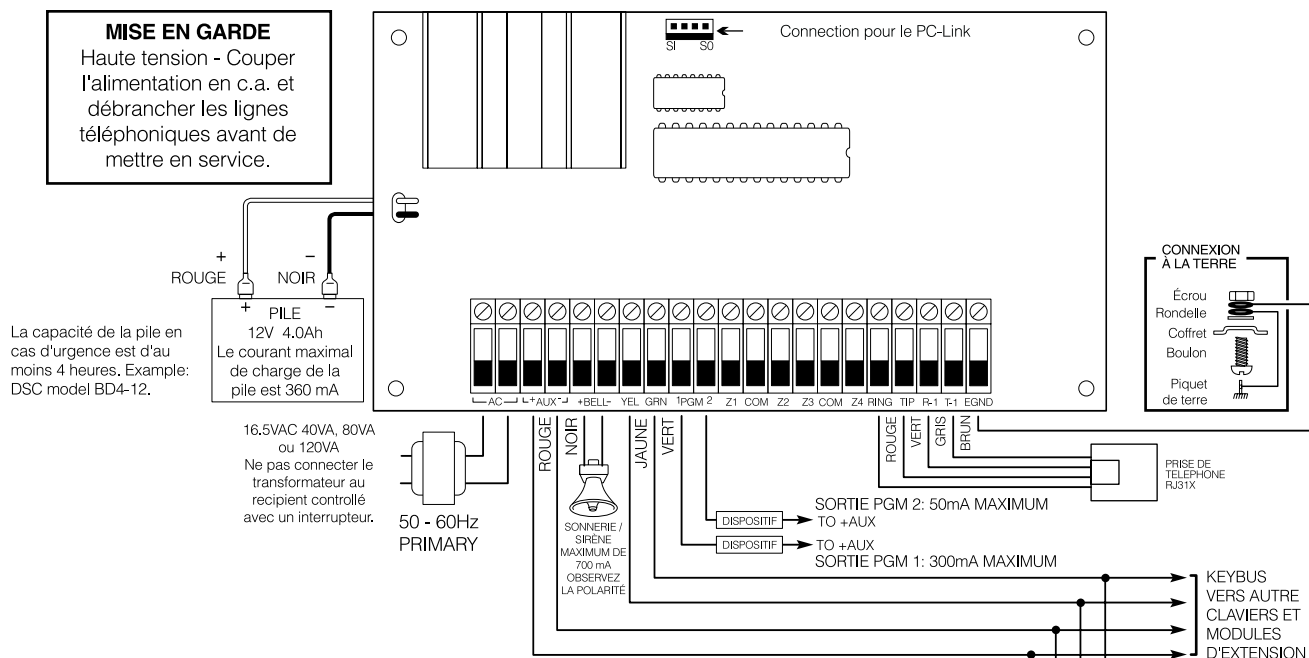 MISE EN GARDE
Haute tension - Couper
l'alimentation en c.a. et
débrancher les lignes
téléphoniques avant de
mettre en service.
SI SO
Connection pour le PC-Link
+ –
ROUGE NOIR
+ –
PILE
12V 4.0Ah
Le courant maximal
de charge de la
pile est 360 mA
La capacité de la pile en
cas d'urgence est d'au
moins 4 heures. Example:
DSC model BD4-12.
CONNEXION
À LA TERRE
Écrou
Rondelle
Coffret
Boulon
Piquet
de terre
AC +AUX- +BELL- YEL GRN 1PGM 2 Z1 COM Z2 Z3 COM Z4 RING TIP R-1 T-1 EGND
16.5VAC 40VA, 80VA
ou 120VA
Ne pas connecter le
transformateur au
recipient controllé
avec un interrupteur.
50 - 60Hz
PRIMARY
ROUGE
NOIR
JAUNE
VERT
ROUGE
VERT
GRIS
BRUN
SONNERIE /
SIRÈNE
MAXIMUM DE
700 mA
OBSERVEZ
LA POLARITÉ
PRISE DE
TELEPHONE
RJ31X
SORTIE PGM 2: 50mA MAXIMUM
DISPOSITIF TO +AUX
DISPOSITIF TO +AUX
SORTIE PGM 1: 300mA MAXIMUM
KEYBUS
VERS AUTRE
CLAVIERS ET
MODULES
D'EXTENSION